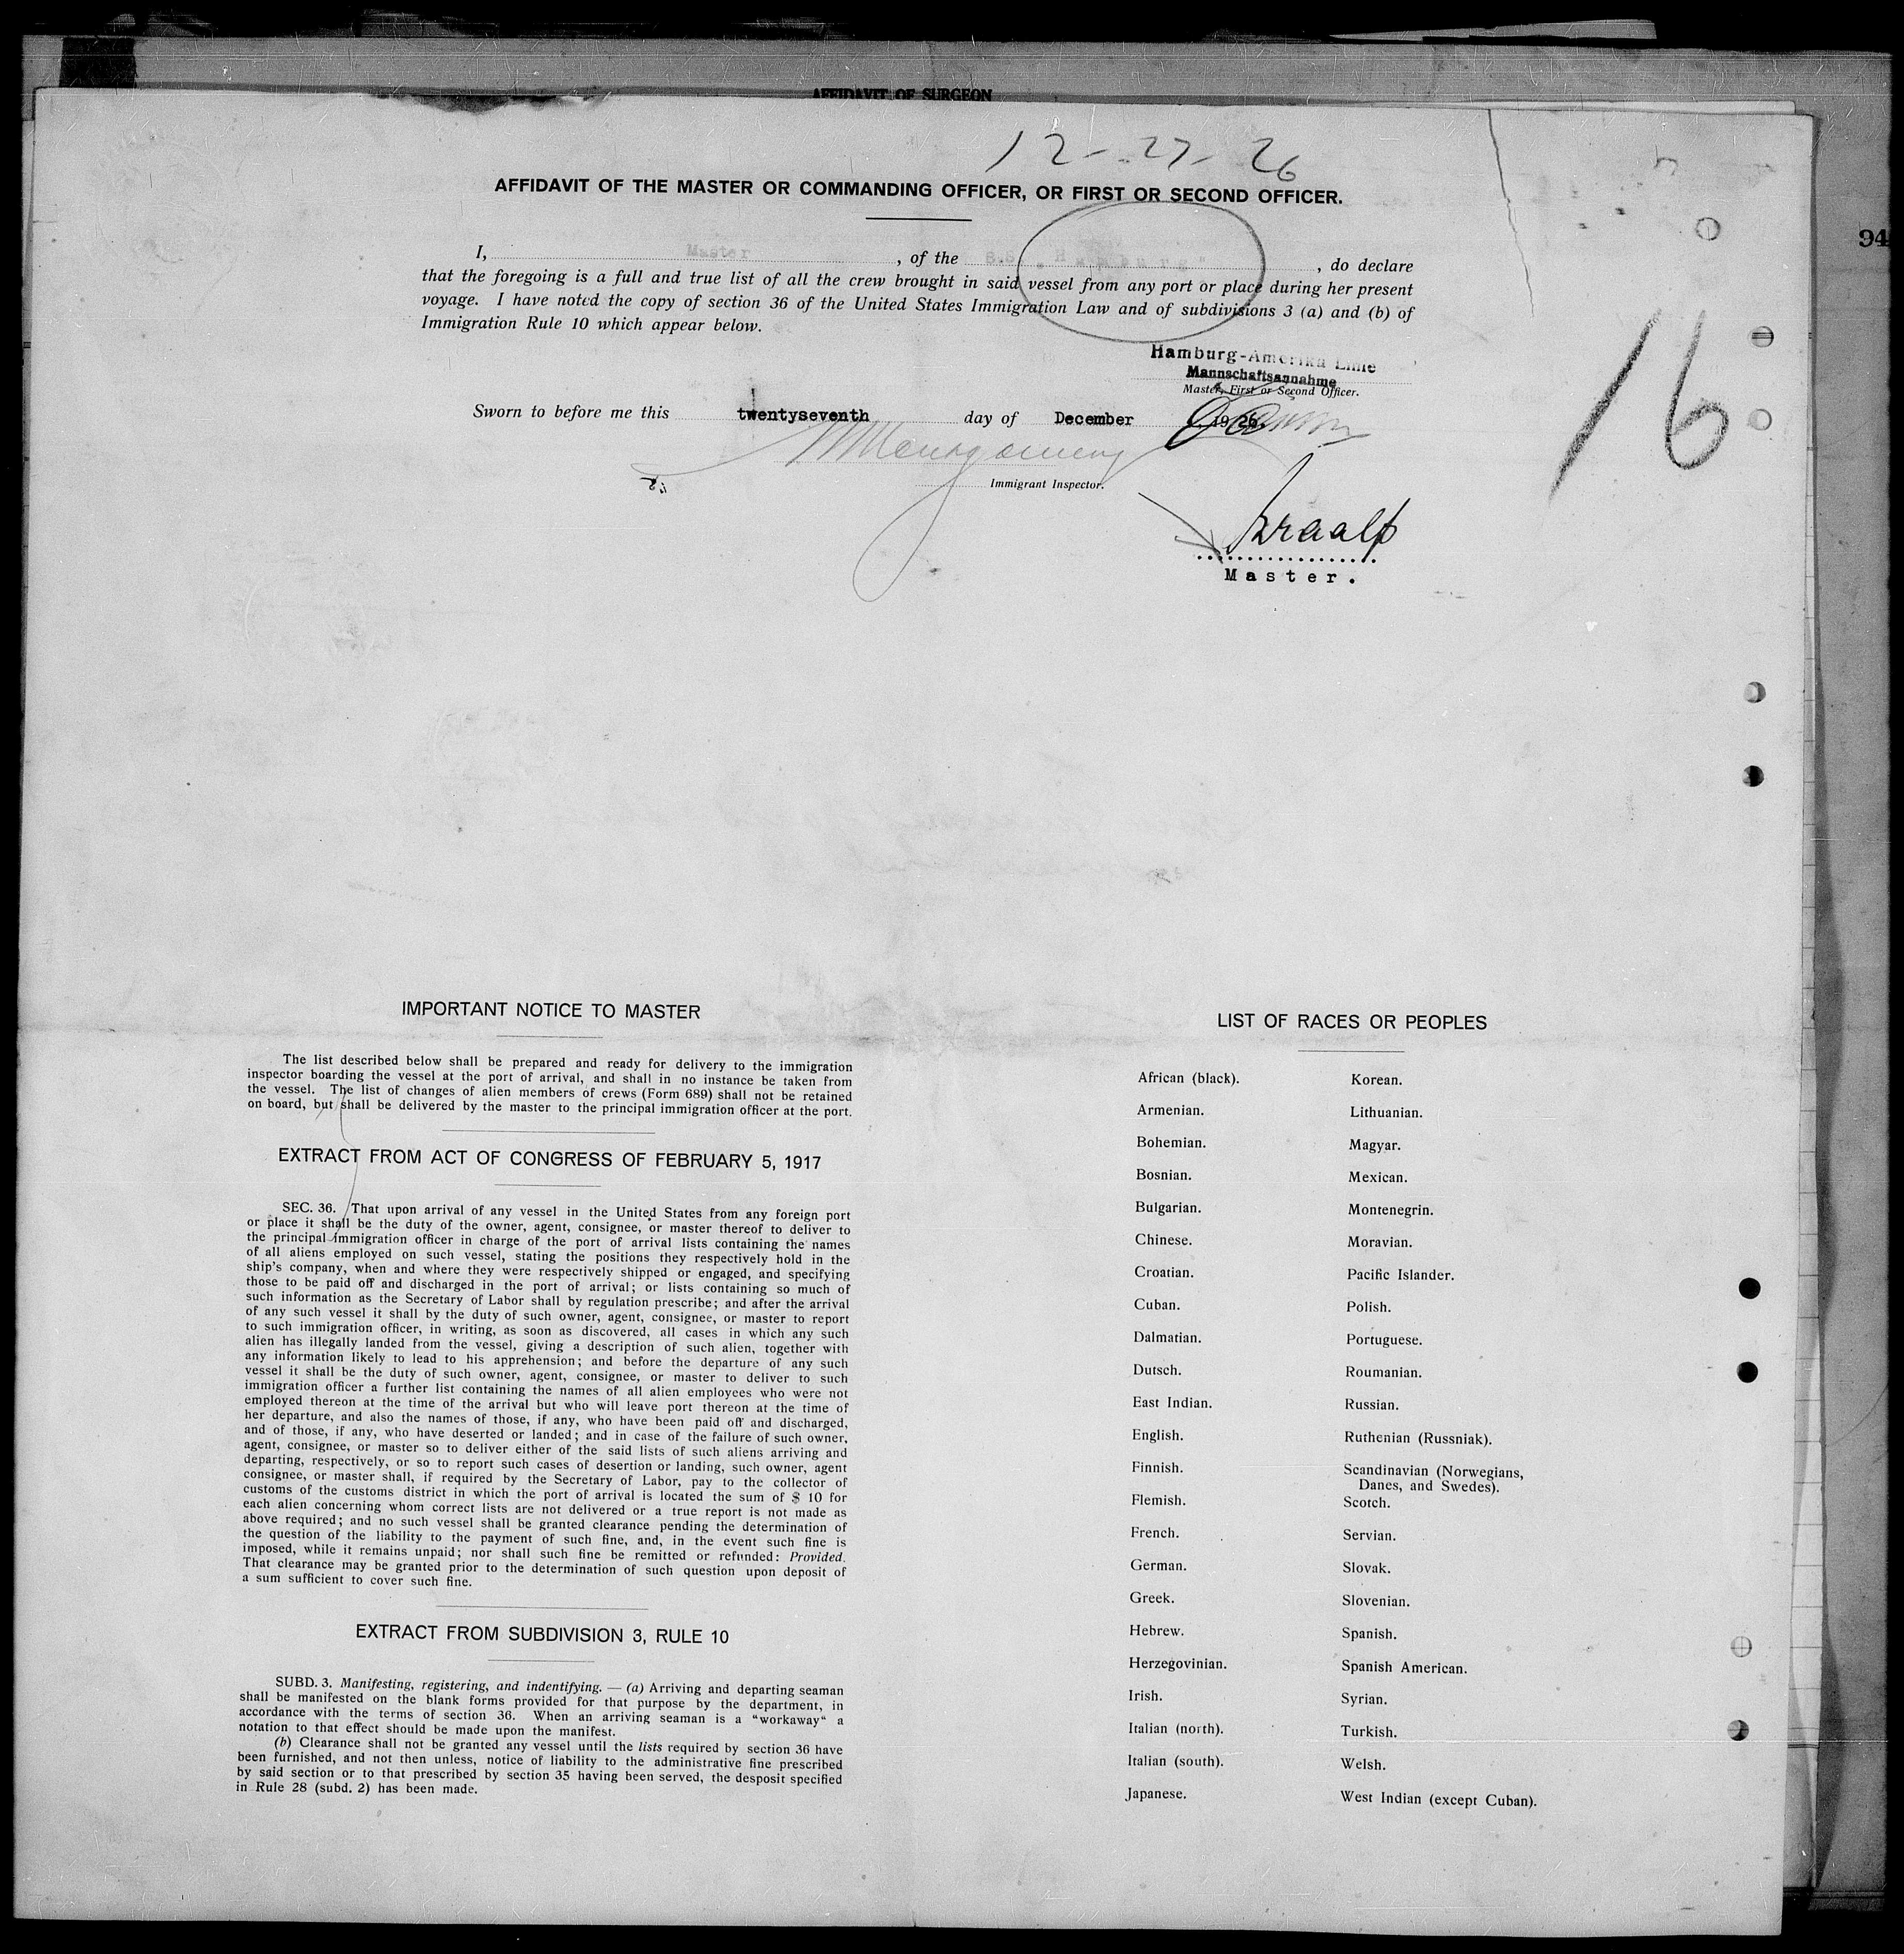 AFFIDAVIT OF SURGEON
12-27-26
AFFIDAVIT OF THE MASTER OR COMMANDING OFFICER, OR FIRST OR SECOND OFFICER.
94
I, Master, of the S.S. „Hamburg", do declare
that the foregoing is a full and true list of all the crew brought in said vessel from any port or place during her present
voyage. I have noted the copy of section 36 of the United States Immigration Law and of subdivisions 3 (a) and (b) of
Immigration Rule 10 which appear below.
16
Hamburg-Amerika Linie
Mannschaftsannahme
Master, First or Second Officer.
Sworn to before me this twentyseventh day of December 1926.
Montgomery
Immigrant Inspector.
Master.
IMPORTANT NOTICE TO MASTER
The list described below shall be prepared and ready for delivery to the immigration
inspector boarding the vessel at the port of arrival, and shall in no instance be taken from
the vessel. The list of changes of alien members of crews (Form 689) shall not be retained
on board, but shall be delivered by the master to the principal immigration officer at the port.
EXTRACT FROM ACT OF CONGRESS OF FEBRUARY 5, 1917
SEC. 36. That upon arrival of any vessel in the United States from any foreign port
or place it shall be the duty of the owner, agent, consignee, or master thereof to deliver to
the principal immigration officer in charge of the port of arrival lists containing the names
of all aliens employed on such vessel, stating the positions they respectively hold in the
ship's company, when and where they were respectively shipped or engaged, and specifying
those to be paid off and discharged in the port of arrival; or lists containing so much of
such information as the Secretary of Labor shall by regulation prescribe; and after the arrival
of any such vessel it shall by the duty of such owner, agent, consignee, or master to report
to such immigration officer, in writing, as soon as discovered, all cases in which any such
alien has illegally landed from the vessel, giving a description of such alien, together with
any information likely to lead to his apprehension; and before the departure of any such
vessel it shall be the duty of such owner, agent, consignee, or master to deliver to such
immigration officer a further list containing the names of all alien employees who were not
employed thereon at the time of the arrival but who will leave port thereon at the time of
her departure, and also the names of those, if any, who have been paid off and discharged,
and of those, if any, who have deserted or landed; and in case of the failure of such owner,
agent, consignee, or master so to deliver either of the said lists of such aliens arriving and
departing, respectively, or so to report such cases of desertion or landing, such owner, agent
consignee, or master shall, if required by the Secretary of Labor, pay to the collector of
customs of the customs district in which the port of arrival is located the sum of $ 10 for
each alien concerning whom correct lists are not delivered or a true report is not made as
above required; and no such vessel shall be granted clearance pending the determination of
the question of the liability to the payment of such fine, and, in the event such fine is
imposed, while it remains unpaid; nor shall such fine be remitted or refunded: Provided.
That clearance may be granted prior to the determination of such question upon deposit of
a sum sufficient to cover such fine.
EXTRACT FROM SUBDIVISION 3, RULE 10
SUBD. 3. Manifesting, registering, and indentifying. — (a) Arriving and departing seaman
shall be manifested on the blank forms provided for that purpose by the department, in
accordance with the terms of section 36. When an arriving seaman is a “workaway“ a
notation to that effect should be made upon the manifest.
(b) Clearance shall not be granted any vessel until the lists required by section 36 have
been furnished, and not then unless, notice of liability to the administrative fine prescribed
by said section or to that prescribed by section 35 having been served, the desposit specified
in Rule 28 (subd. 2) has been made.
LIST OF RACES OR PEOPLES
African (black).
Armenian.
Bohemian.
Bosnian.
Bulgarian.
Chinese.
Croatian.
Cuban.
Dalmatian.
Dutsch.
East Indian.
English.
Finnish.
Flemish.
French.
German.
Greek.
Hebrew.
Herzegovinian.
Irish.
Italian (north).
Italian (south).
Japanese.
Korean.
Lithuanian.
Magyar.
Mexican.
Montenegrin.
Moravian.
Pacific Islander.
Polish.
Portuguese.
Roumanian.
Russian.
Ruthenian (Russniak).
Scandinavian (Norwegians,
Danes, and Swedes).
Scotch.
Servian.
Slovak.
Slovenian.
Spanish.
Spanish American.
Syrian.
Turkish.
Welsh.
West Indian (except Cuban).